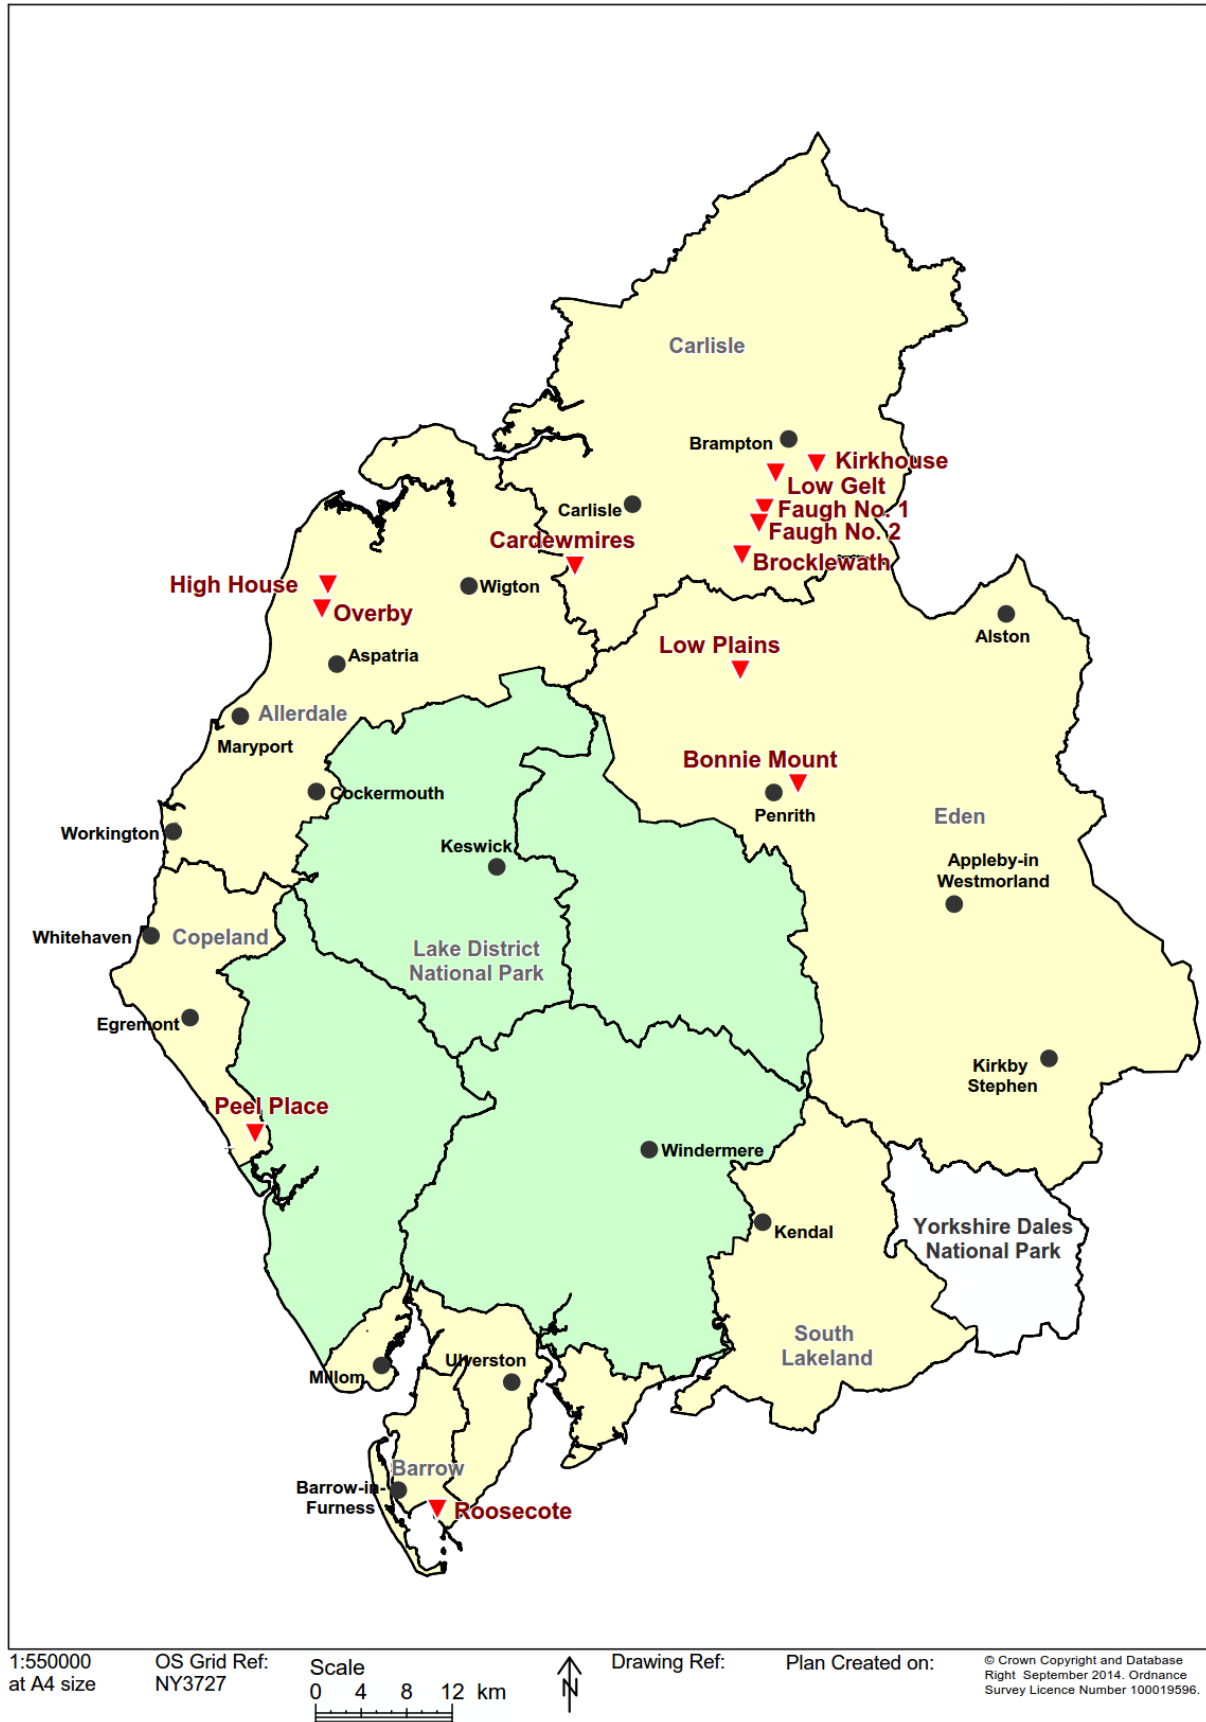 Carlisle
Brampton
Kirkhouse
Low Gelt
Carlisle
Faugh No. 1
Faugh No. 2
Cardewmires
Brocklewath
High House
Wigton
Overby
Alston
Low Plains
Aspatria
Allerdale
Maryport
Bonnie Mount
Cockermouth
Penrith
Eden
Workington
Keswick
Appleby-in
Westmorland
Whitehaven
Copeland
Lake District
National Park
Egremont
Kirkby
Stephen
Peel Place
Windermere
Kendal
Yorkshire Dales
National Park
South
Lakeland
Ulverston
Millom
Barrow
Barrow-in-
Furness
Roosecote
1:550000
at A4 size
OS Grid Ref:
NY3727
Scale
0 4 8 12 km
N
Drawing Ref:
Plan Created on:
© Crown Copyright and Database
Right September 2014. Ordnance
Survey Licence Number 100019596.